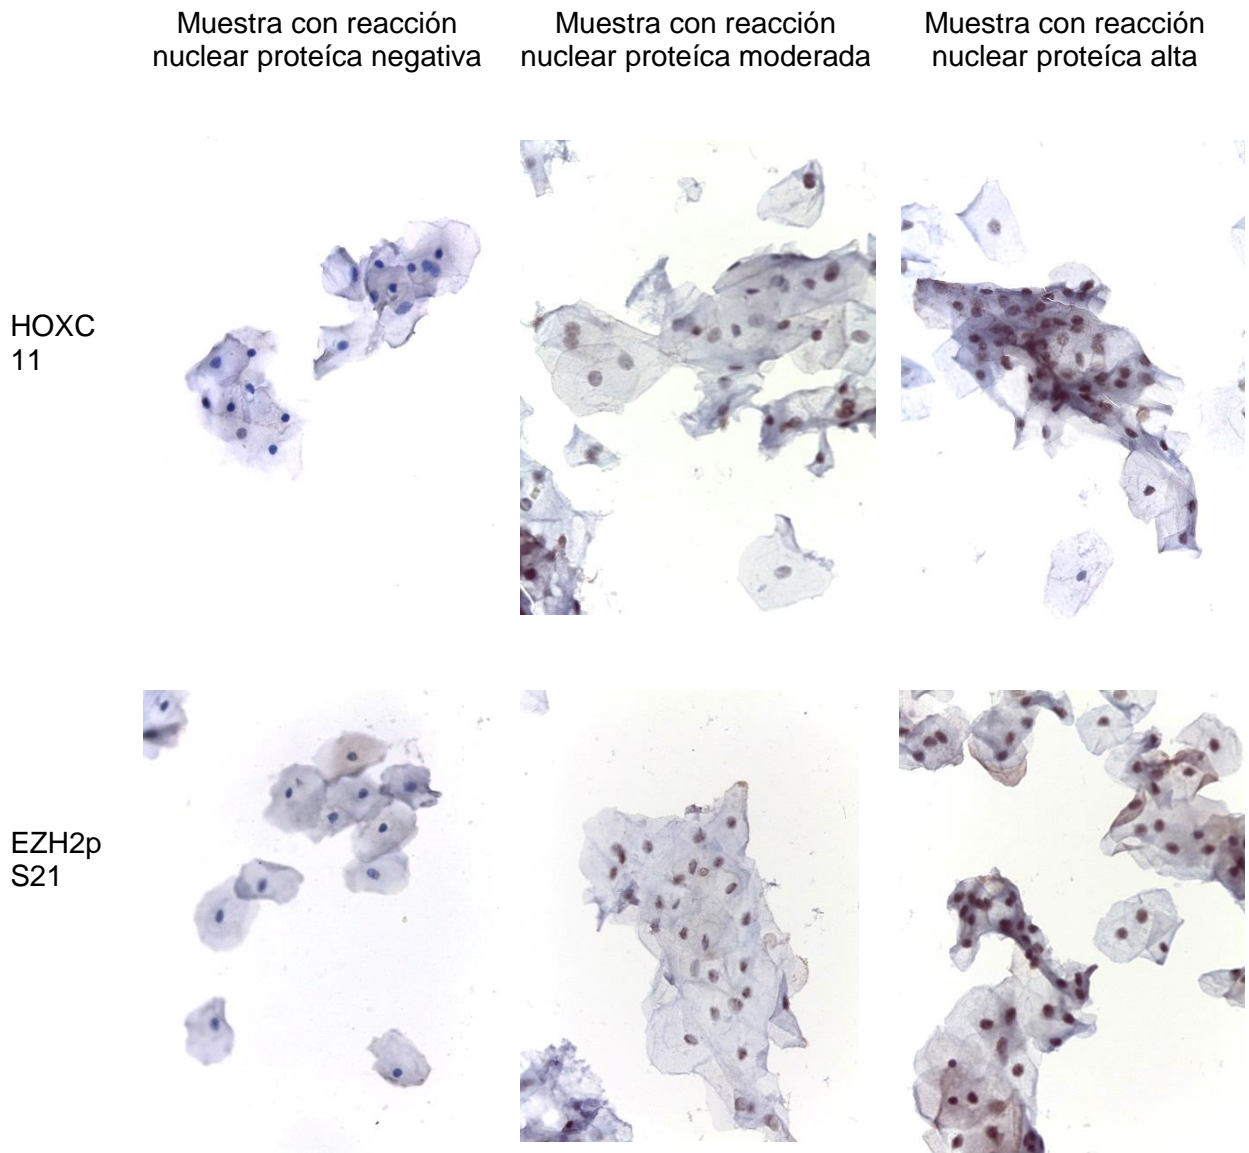 Muestra con reacción
nuclear proteíca negativa
Muestra con reacción
nuclear proteíca moderada
Muestra con reacción
nuclear proteíca alta
HOXC
11
EZH2p
S21